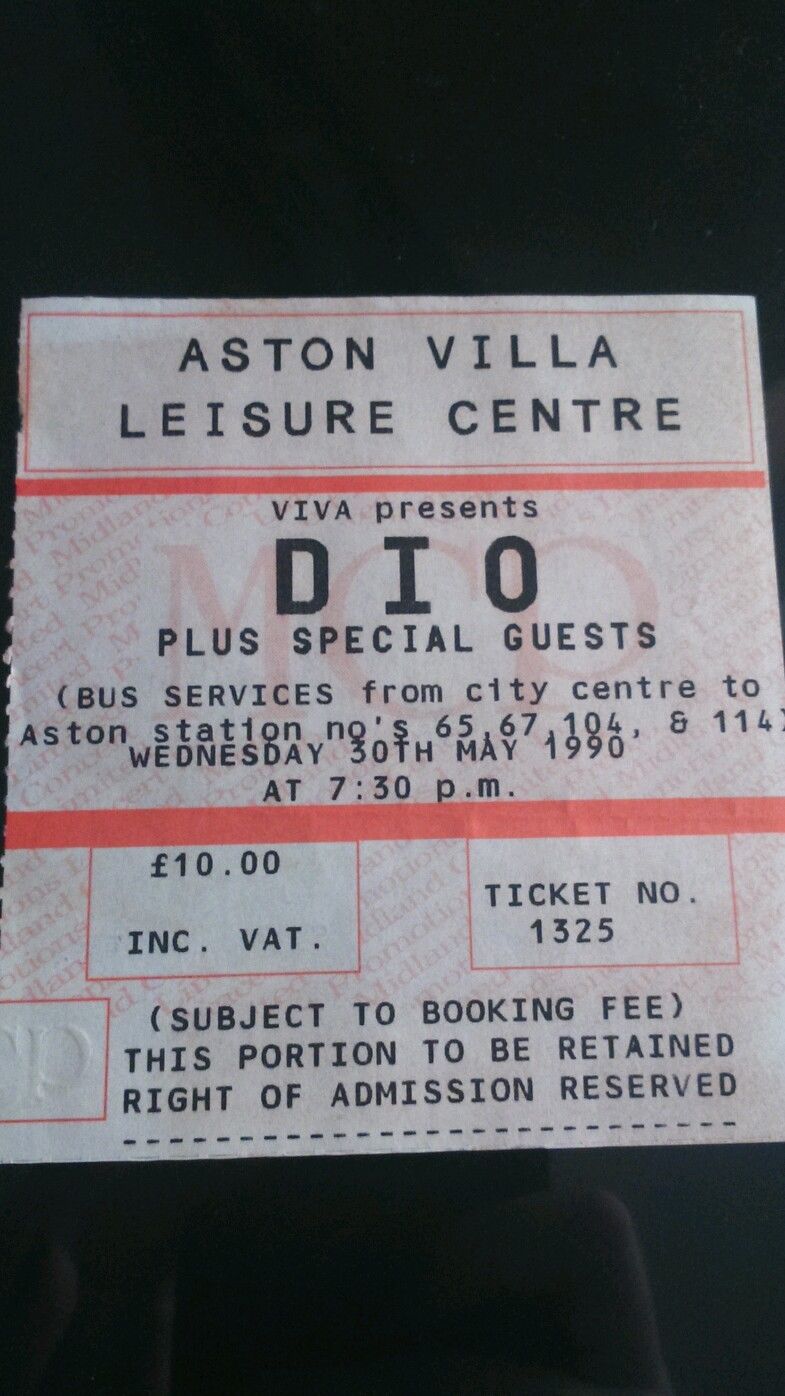 ASTON VILLA
LEISURE CENTRE
VIVA presents
DIO
PLUS SPECIAL GUESTS
(BUS SERVICES from city centre to
Aston station no's 65,67,104, & 114)
WEDNESDAY 30TH MAY 1990
AT 7:30 p.m.
£10.00
INC. VAT.
TICKET NO.
1325
(SUBJECT TO BOOKING FEE)
THIS PORTION TO BE RETAINED
RIGHT OF ADMISSION RESERVED